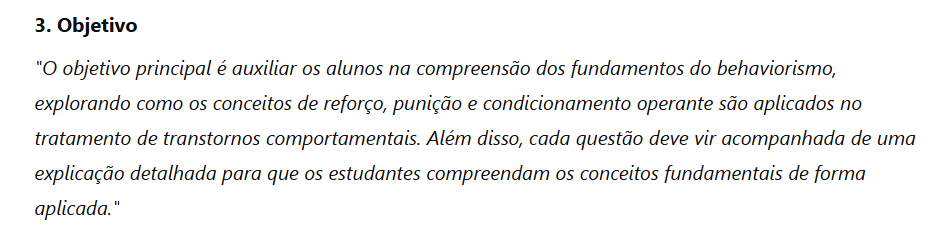 3. Objetivo
"O objetivo principal é auxiliar os alunos na compreensão dos fundamentos do behaviorismo,
explorando como os conceitos de reforço, punição e condicionamento operante são aplicados no
tratamento de transtornos comportamentais. Além disso, cada questão deve vir acompanhada de uma
explicação detalhada para que os estudantes compreendam os conceitos fundamentais de forma
aplicada."